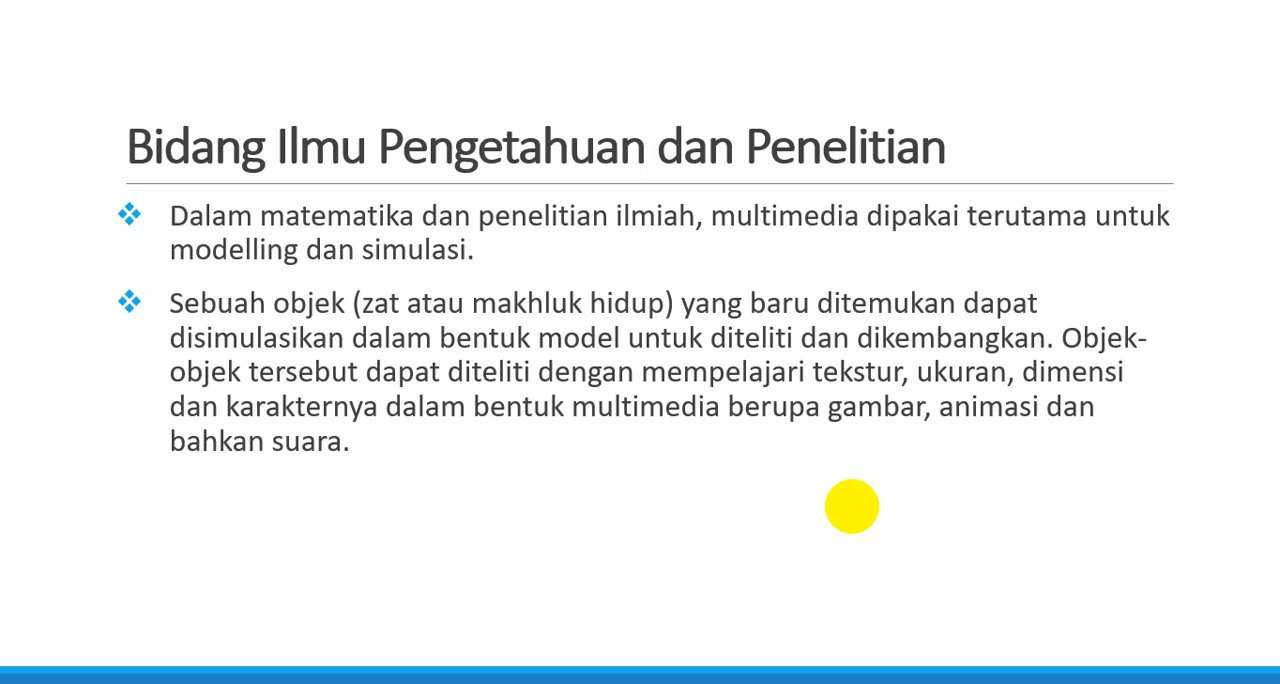 Bidang Ilmu Pengetahuan dan Penelitian
Dalam matematika dan penelitian ilmiah, multimedia dipakai terutama untuk
modelling dan simulasi.
Sebuah objek (zat atau makhluk hidup) yang baru ditemukan dapat
disimulasikan dalam bentuk model untuk diteliti dan dikembangkan. Objek-
objek tersebut dapat diteliti dengan mempelajari tekstur, ukuran, dimensi
dan karakternya dalam bentuk multimedia berupa gambar, animasi dan
bahkan suara.